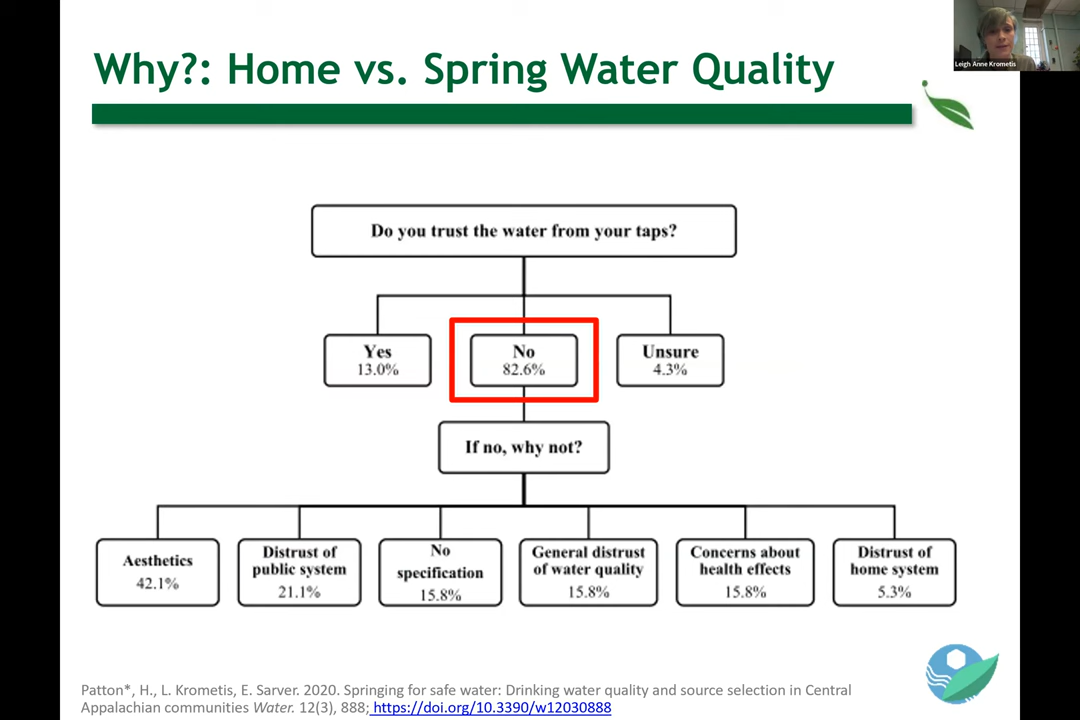 Why?: Home vs. Spring Water Quality
Leigh Anne Krometis
Do you trust the water from your taps?
Yes
13.0%
No
82.6%
Unsure
4.3%
If no, why not?
Aesthetics
42.1%
Distrust of
public system
21.1%
No
specification
15.8%
General distrust
of water quality
15.8%
Concerns about
health effects
15.8%
Distrust of
home system
5.3%
Patton*, H., L. Krometis, E. Sarver. 2020. Springing for safe water: Drinking water quality and source selection in Central
Appalachian communities Water. 12(3), 888; https://doi.org/10.3390/w12030888